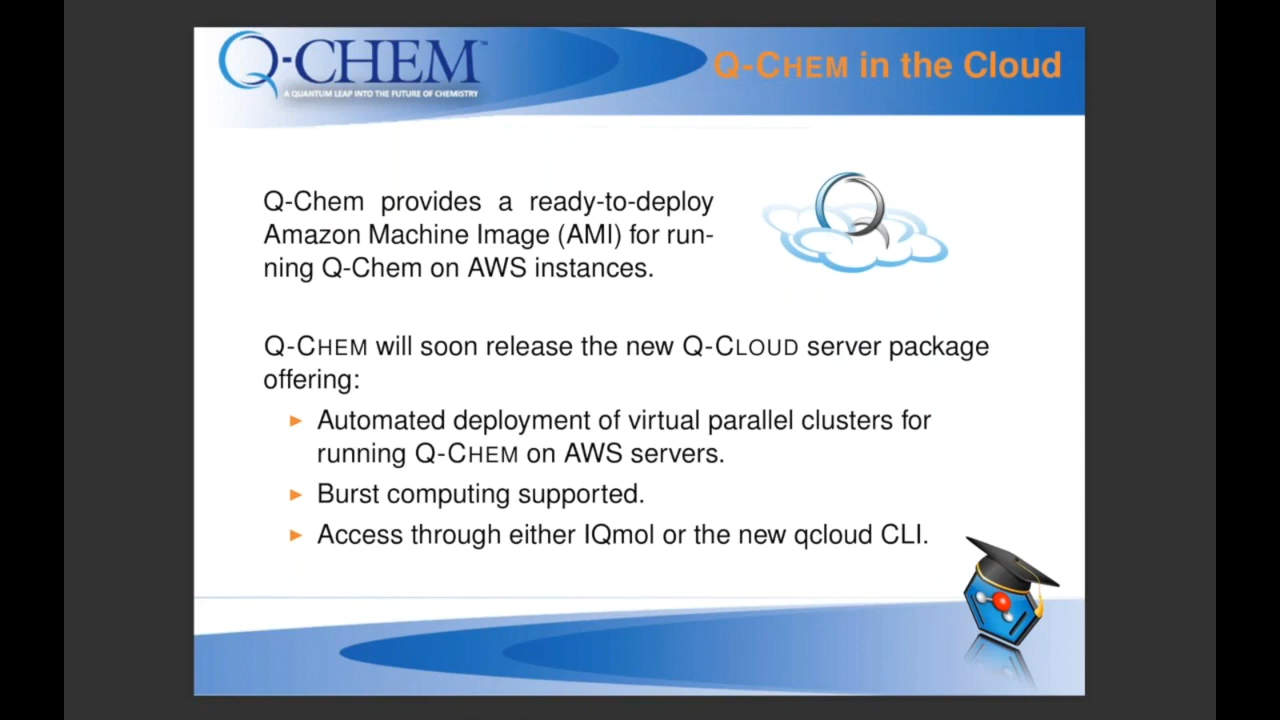 Q-CHEM™
A QUANTUM LEAP INTO THE FUTURE OF CHEMISTRY
Q-CHEM in the Cloud
Q-Chem provides a ready-to-deploy
Amazon Machine Image (AMI) for run-
ning Q-Chem on AWS instances.
Q-CHEM will soon release the new Q-CLOUD server package
offering:
► Automated deployment of virtual parallel clusters for
running Q-CHEM on AWS servers.
► Burst computing supported.
► Access through either IQmol or the new qcloud CLI.